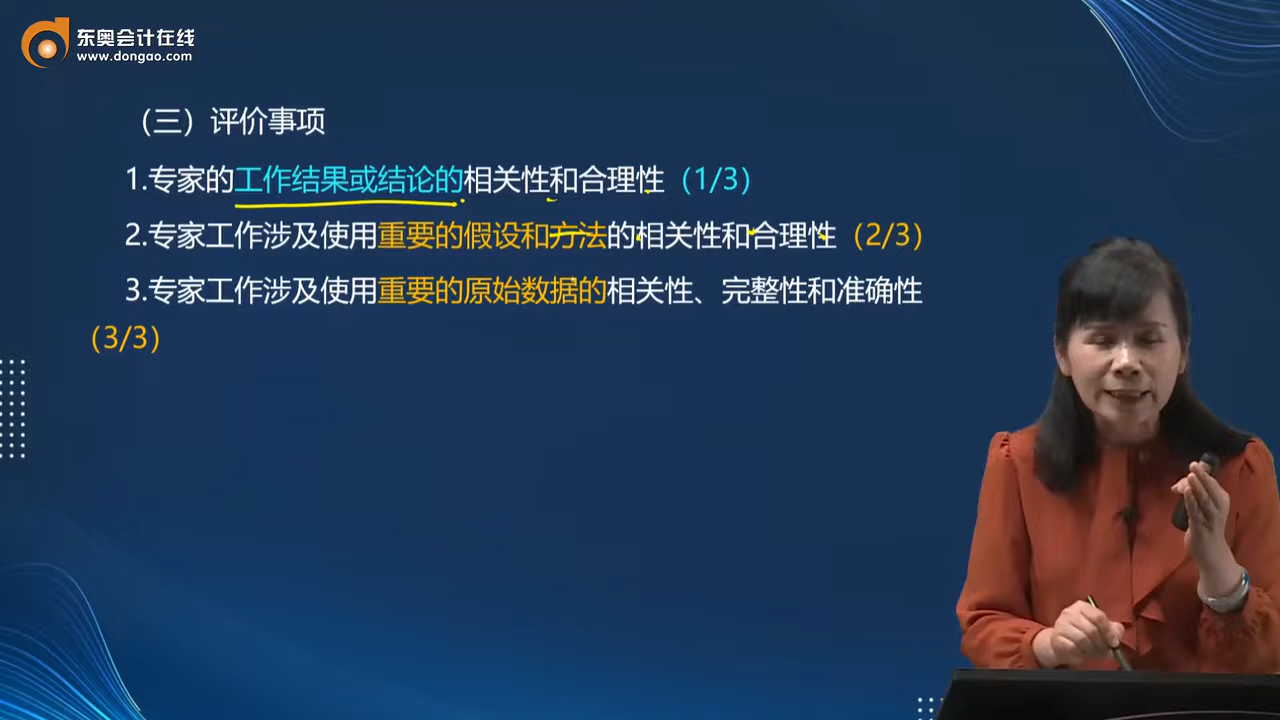 东奥会计在线
www.dongao.com
（三）评价事项
1.专家的工作结果或结论的相关性和合理性（1/3）
2.专家工作涉及使用重要的假设和方法的相关性和合理性（2/3）
3.专家工作涉及使用重要的原始数据的相关性、完整性和准确性
（3/3）